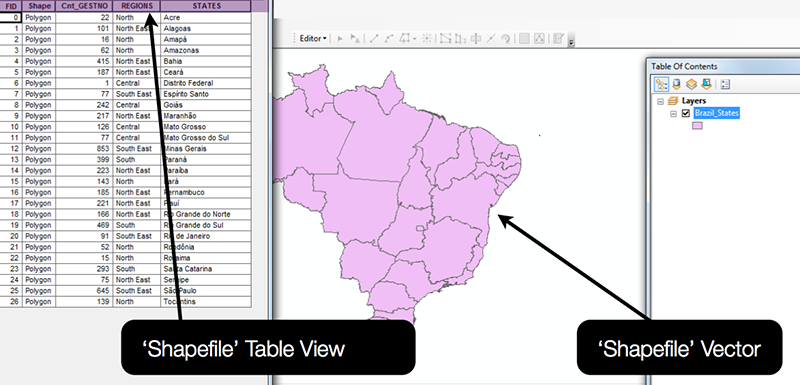 FID Shape Cnt_GESTNO REGIONS STATES
0 Polygon 22 North Acre
1 Polygon 101 North East Alagoas
2 Polygon 16 North Amapá
3 Polygon 62 North Amazonas
4 Polygon 415 North East Bahia
5 Polygon 187 North East Ceará
6 Polygon 1 Central Distrito Federal
7 Polygon 77 South East Espírito Santo
8 Polygon 242 Central Goiás
9 Polygon 217 North East Maranhão
10 Polygon 126 Central Mato Grosso
11 Polygon 77 Central Mato Grosso do Sul
12 Polygon 853 South East Minas Gerais
13 Polygon 399 South Paraná
14 Polygon 223 North East Paraíba
15 Polygon 143 North Pará
16 Polygon 185 North East Pernambuco
17 Polygon 221 North East Piauí
18 Polygon 166 North East Rio Grande do Norte
19 Polygon 469 South Rio Grande do Sul
20 Polygon 91 South East Rio de Janeiro
21 Polygon 52 North Rondônia
22 Polygon 15 North Roraima
23 Polygon 293 South Santa Catarina
24 Polygon 75 North East Sergipe
25 Polygon 645 South East São Paulo
26 Polygon 139 North Tocantins
Editor
Table Of Contents
Layers
Brazil_States
‘Shapefile’ Table View
‘Shapefile’ Vector